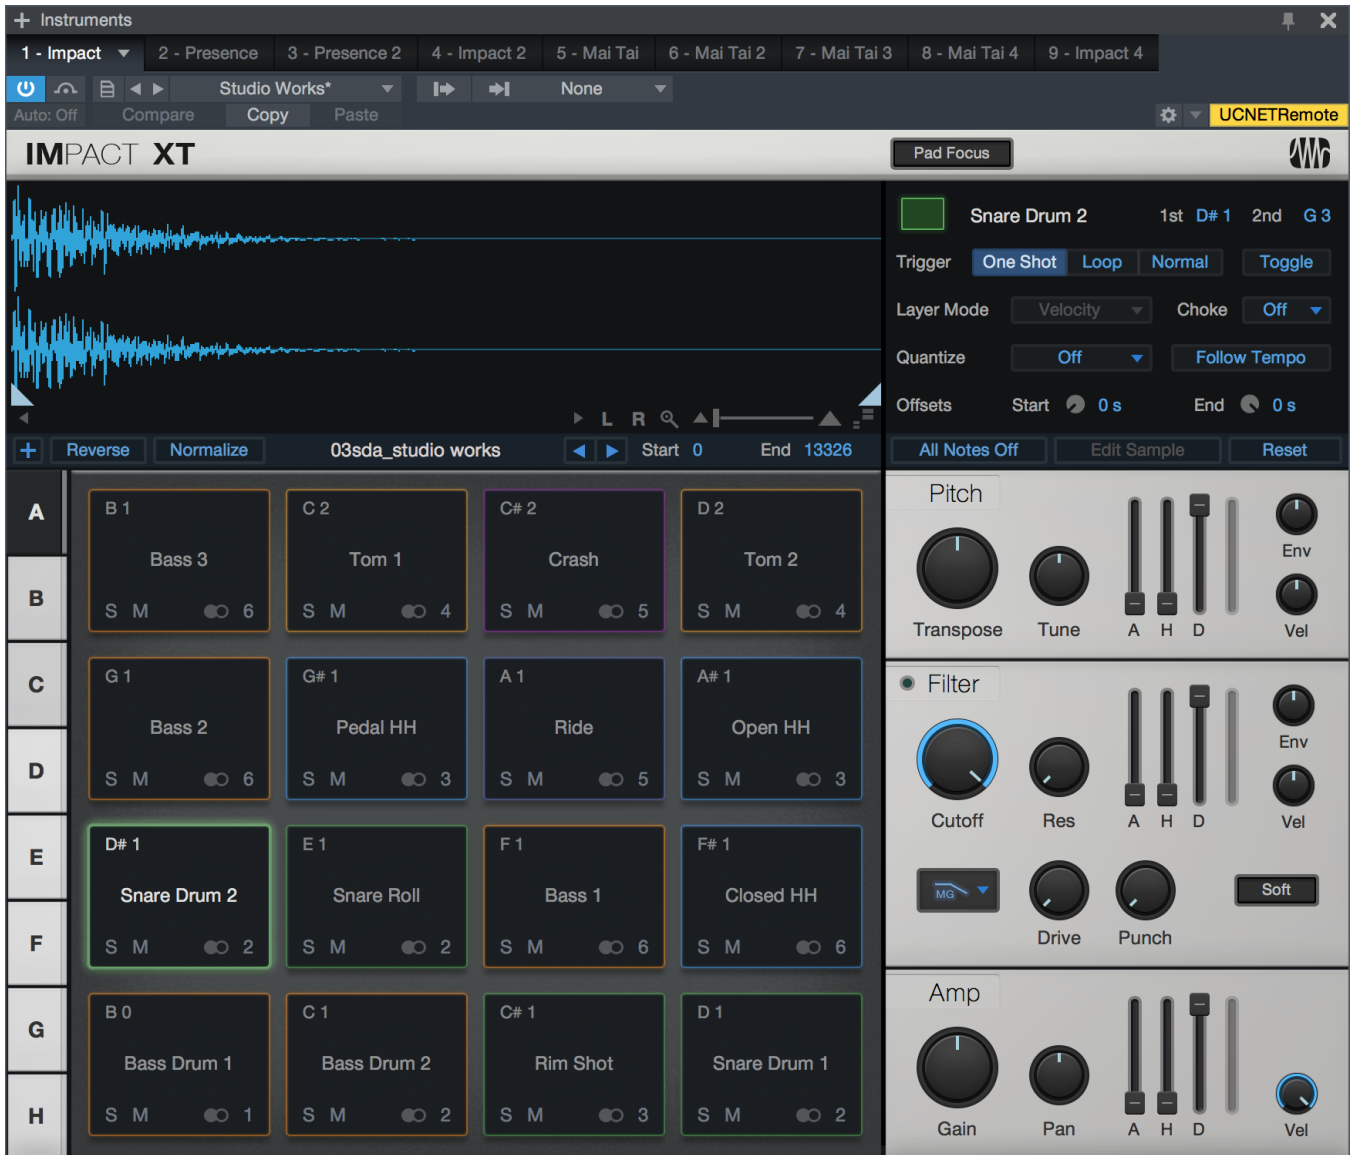 Instruments
1 - Impact 2 - Presence 3 - Presence 2 4 - Impact 2 5 - Mai Tai 6 - Mai Tai 2 7 - Mai Tai 3 8 - Mai Tai 4 9 - Impact 4
Studio Works* None
Auto: Off Compare Copy Paste UCNETRemote
IMPACT XT Pad Focus
Snare Drum 2 1st D# 1 2nd G 3
Trigger One Shot Loop Normal Toggle
Layer Mode Velocity Choke Off
Quantize Off Follow Tempo
Offsets Start 0 s End 0 s
L R
Reverse Normalize 03sda_studio works Start 0 End 13326 All Notes Off Edit Sample Reset
A
B
C
D
E
F
G
H
B 1 C 2 C# 2 D 2
Bass 3 Tom 1 Crash Tom 2
S M 6 S M 4 S M 5 S M 4
G 1 G# 1 A 1 A# 1
Bass 2 Pedal HH Ride Open HH
S M 6 S M 3 S M 5 S M 3
D# 1 E 1 F 1 F# 1
Snare Drum 2 Snare Roll Bass 1 Closed HH
S M 2 S M 2 S M 6 S M 6
B 0 C 1 C# 1 D 1
Bass Drum 1 Bass Drum 2 Rim Shot Snare Drum 1
S M 1 S M 2 S M 3 S M 2
Pitch
Env
Transpose Tune A H D Vel
Filter
Env
Cutoff Res A H D Vel
MG Soft
Drive Punch
Amp
Gain Pan A H D Vel